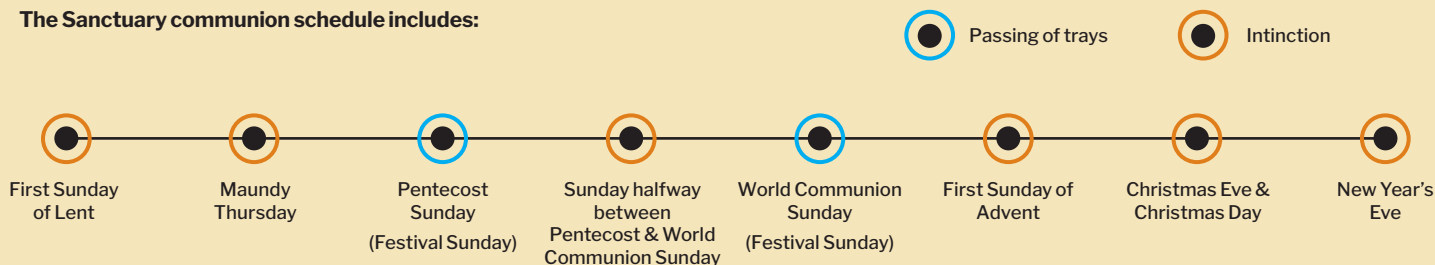 The Sanctuary communion schedule includes:
Passing of trays
Intinction
First Sunday
of Lent
Maundy
Thursday
Pentecost
Sunday
(Festival Sunday)
Sunday halfway
between
Pentecost & World
Communion Sunday
World Communion
Sunday
(Festival Sunday)
First Sunday of
Advent
Christmas Eve &
Christmas Day
New Year's
Eve